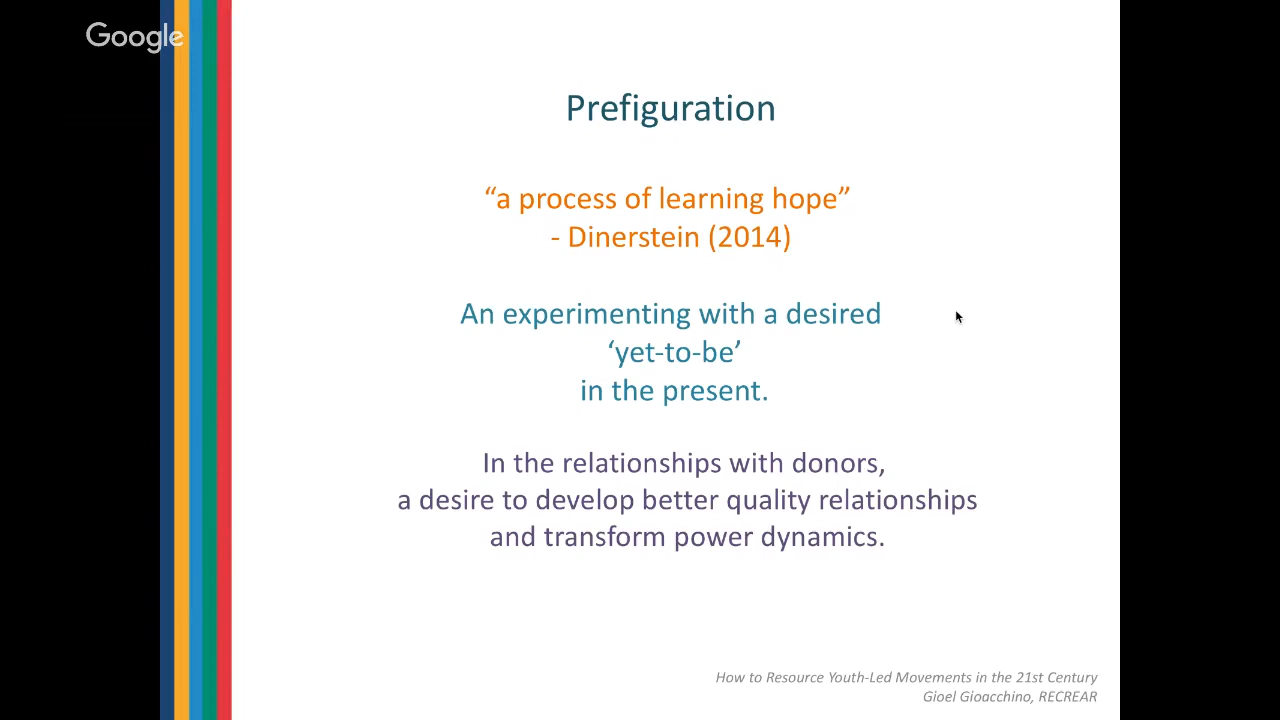 Google
Prefiguration
“a process of learning hope”
- Dinerstein (2014)
An experimenting with a desired
‘yet-to-be’
in the present.
In the relationships with donors,
a desire to develop better quality relationships
and transform power dynamics.
How to Resource Youth-Led Movements in the 21st Century
Gioel Gioacchino, RECREAR